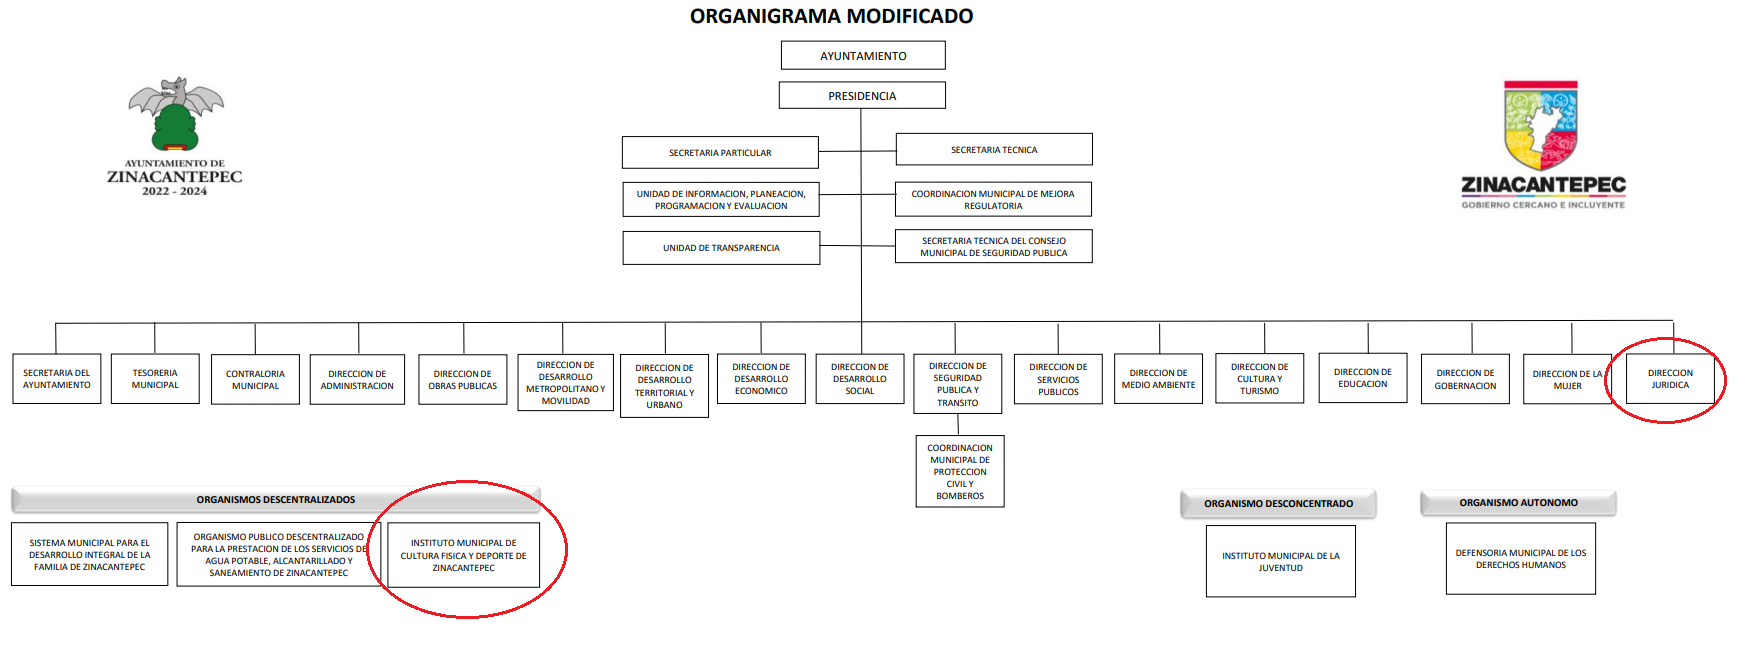 ORGANIGRAMA MODIFICADO
AYUNTAMIENTO
PRESIDENCIA
AYUNTAMIENTO DE
ZINACANTEPEC
2022 - 2024
ZINACANTEPEC
GOBIERNO CERCANO E INCLUYENTE
SECRETARIA PARTICULAR
SECRETARIA TECNICA
UNIDAD DE INFORMACION, PLANEACION,
PROGRAMACION Y EVALUACION
COORDINACION MUNICIPAL DE MEJORA
REGULATORIA
UNIDAD DE TRANSPARENCIA
SECRETARIA TECNICA DEL CONSEJO
MUNICIPAL DE SEGURIDAD PUBLICA
SECRETARIA DEL
AYUNTAMIENTO
TESORERIA
MUNICIPAL
CONTRALORIA
MUNICIPAL
DIRECCION DE
ADMINISTRACION
DIRECCION DE
OBRAS PUBLICAS
DIRECCION DE
DESARROLLO
METROPOLITANO Y
MOVILIDAD
DIRECCION DE
DESARROLLO
TERRITORIAL Y
URBANO
DIRECCION DE
DESARROLLO
ECONOMICO
DIRECCION DE
DESARROLLO
SOCIAL
DIRECCION DE
SEGURIDAD
PUBLICA Y
TRANSITO
DIRECCION DE
SERVICIOS
PUBLICOS
DIRECCION DE
MEDIO AMBIENTE
DIRECCION DE
CULTURA Y
TURISMO
DIRECCION DE
EDUCACION
DIRECCION DE
GOBERNACION
DIRECCION DE LA
MUJER
DIRECCION
JURIDICA
COORDINACION
MUNICIPAL DE
PROTECCION
CIVIL Y
BOMBEROS
ORGANISMOS DESCENTRALIZADOS
SISTEMA MUNICIPAL PARA EL
DESARROLLO INTEGRAL DE LA
FAMILIA DE ZINACANTEPEC
ORGANISMO PUBLICO DESCENTRALIZADO
PARA LA PRESTACION DE LOS SERVICIOS DE
AGUA POTABLE, ALCANTARILLADO Y
SANEAMIENTO DE ZINACANTEPEC
INSTITUTO MUNICIPAL DE
CULTURA FISICA Y DEPORTE DE
ZINACANTEPEC
ORGANISMO DESCONCENTRADO
INSTITUTO MUNICIPAL DE LA
JUVENTUD
ORGANISMO AUTONOMO
DEFENSORIA MUNICIPAL DE LOS
DERECHOS HUMANOS